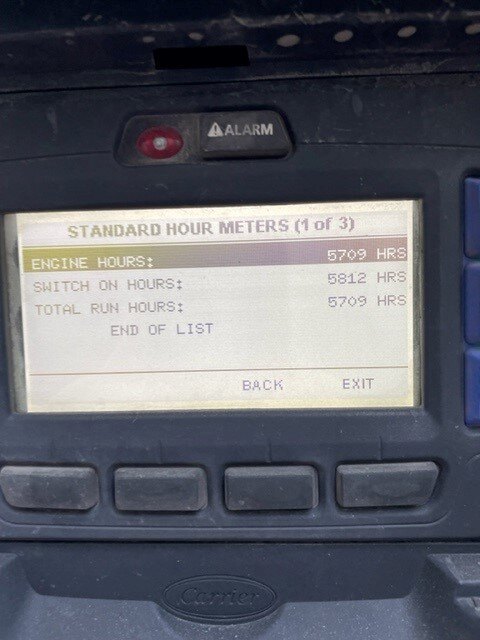 ALARM
STANDARD HOUR METERS (1 of 3)
ENGINE HOURS: 5709 HRS
SWITCH ON HOURS: 5812 HRS
TOTAL RUN HOURS: 5709 HRS
END OF LIST
BACK EXIT
Carrier